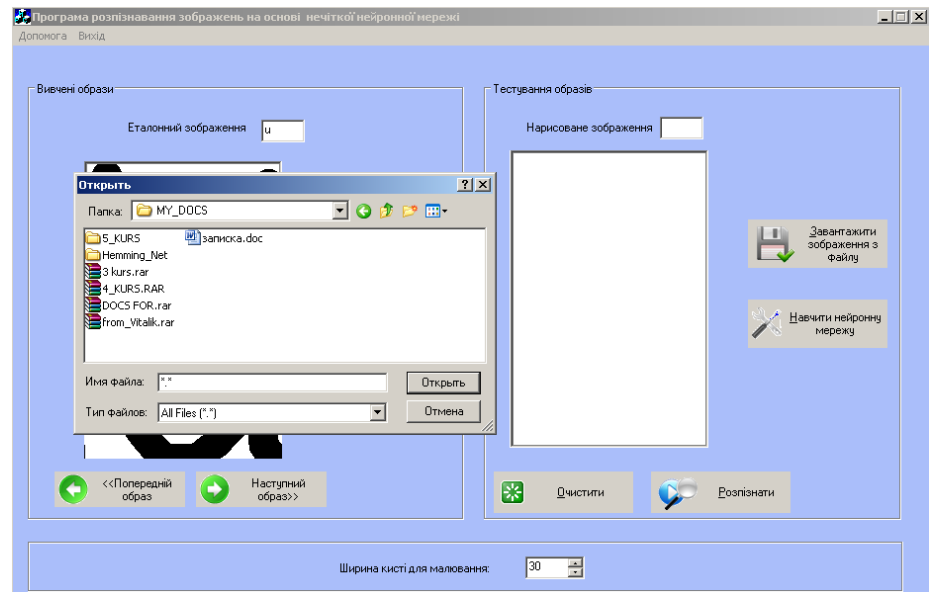 Програма розпізнавання зображень на основі нечіткої нейронної мережі
Допомога Вихід
Вивчені образи
Еталонний зображення u
Открыть
Папка: MY_DOCS
5_KURS записка.doc
Hemming_Net
3 kurs.rar
4_KURS.RAR
DOCS FOR.rar
from_Vitalik.rar
Имя файла: *.* Открыть
Тип файлов: All Files (*.*) Отмена
<<Попередній
образ
Наступний
образ>>
Тестування образів
Нарисоване зображення
Завантажити
зображення з
файлу
Навчити нейронну
мережу
Очистити
Розпізнати
Ширина кисті для малювання: 30